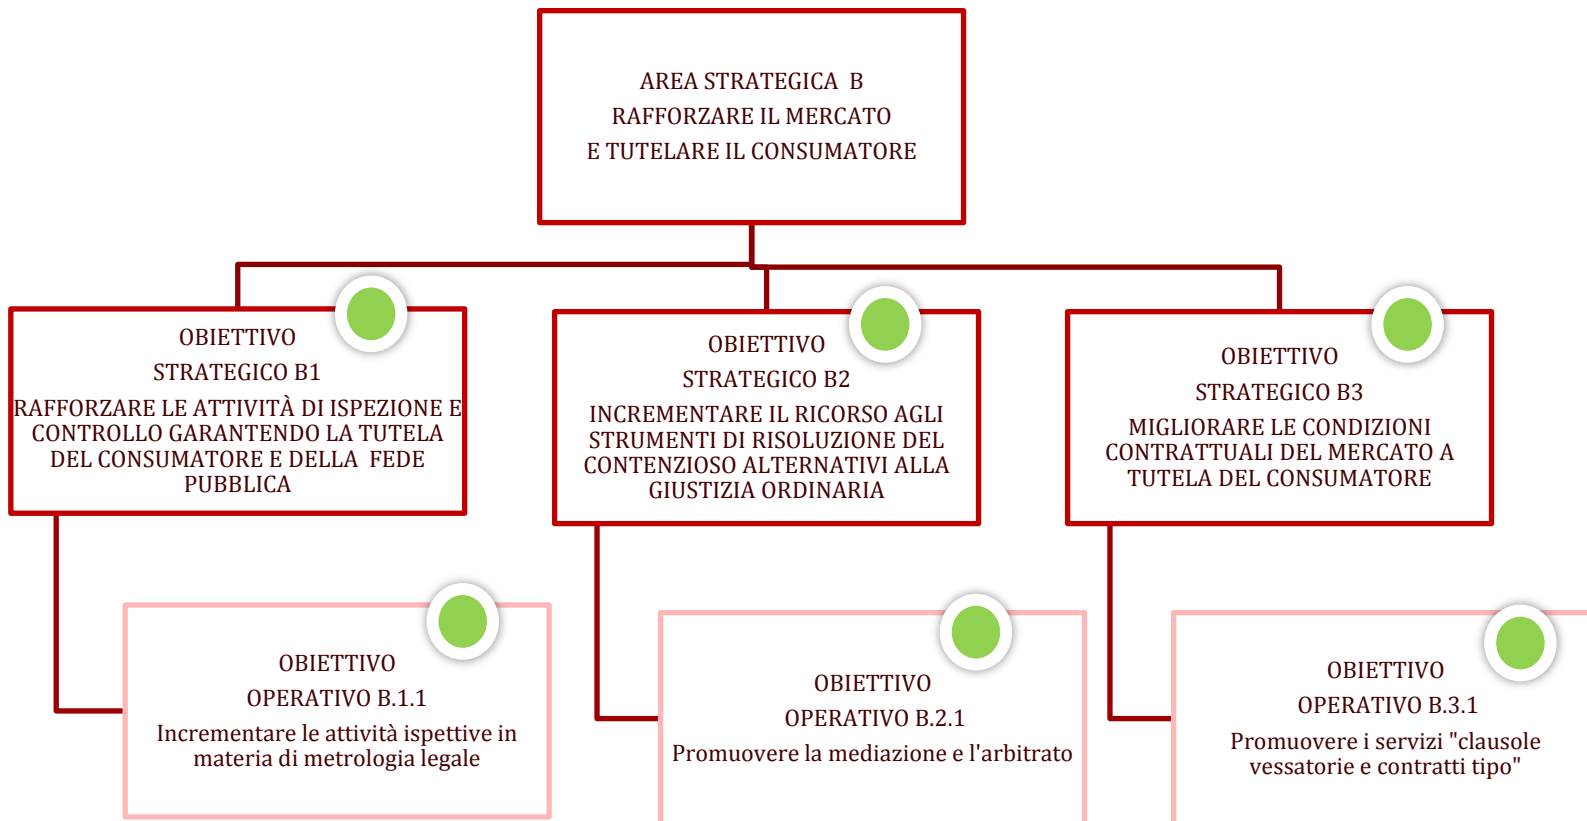 AREA STRATEGICA B
RAFFORZARE IL MERCATO
E TUTELARE IL CONSUMATORE
OBIETTIVO
STRATEGICO B1
RAFFORZARE LE ATTIVITÀ DI ISPEZIONE E
CONTROLLO GARANTENDO LA TUTELA
DEL CONSUMATORE E DELLA FEDE
PUBBLICA
OBIETTIVO
STRATEGICO B2
INCREMENTARE IL RICORSO AGLI
STRUMENTI DI RISOLUZIONE DEL
CONTENZIOSO ALTERNATIVI ALLA
GIUSTIZIA ORDINARIA
OBIETTIVO
STRATEGICO B3
MIGLIORARE LE CONDIZIONI
CONTRATTUALI DEL MERCATO A
TUTELA DEL CONSUMATORE
OBIETTIVO
OPERATIVO B.1.1
Incrementare le attività ispettive in
materia di metrologia legale
OBIETTIVO
OPERATIVO B.2.1
Promuovere la mediazione e l'arbitrato
OBIETTIVO
OPERATIVO B.3.1
Promuovere i servizi "clausole
vessatorie e contratti tipo"